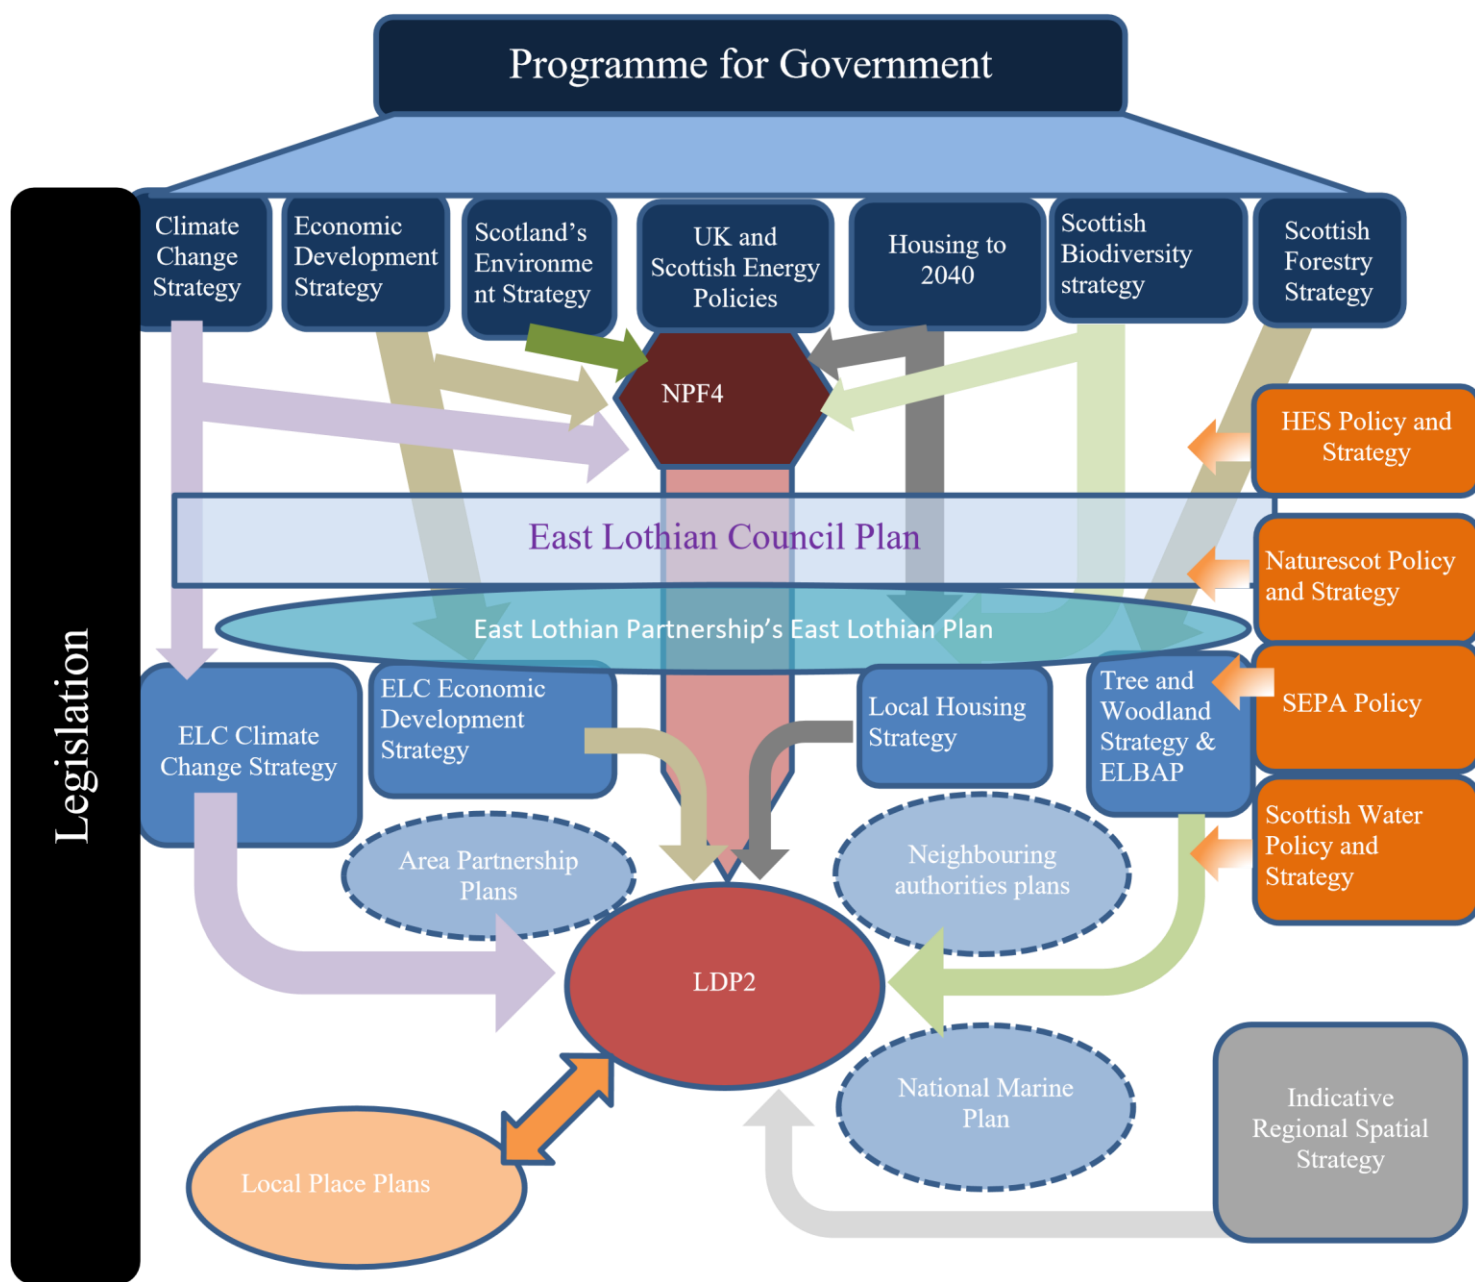 Programme for Government
Climate
Change
Strategy
Economic
Development
Strategy
Scotland’s
Environme
nt Strategy
UK and
Scottish Energy
Policies
Housing to
2040
Scottish
Biodiversity
strategy
Scottish
Forestry
Strategy
NPF4
HES Policy and
Strategy
East Lothian Council Plan
Naturescot Policy
and Strategy
East Lothian Partnership’s East Lothian Plan
Legislation
ELC Climate
Change Strategy
ELC Economic
Development
Strategy
Local Housing
Strategy
Tree and
Woodland
Strategy &
ELBAP
SEPA Policy
Scottish Water
Policy and
Strategy
Area Partnership
Plans
Neighbouring
authorities plans
LDP2
National Marine
Plan
Indicative
Regional Spatial
Strategy
Local Place Plans